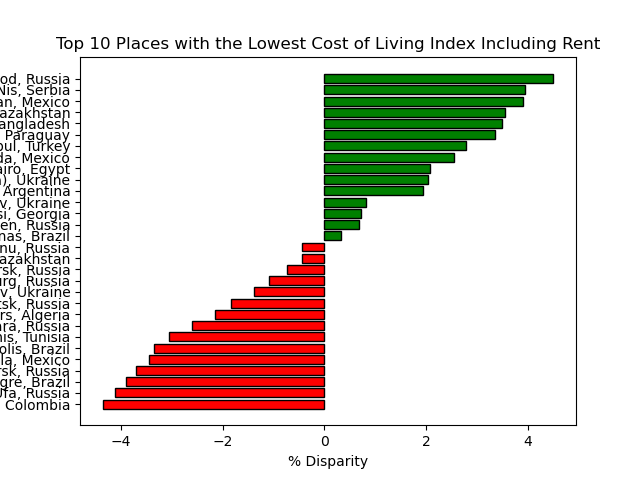 Top 10 Places with the Lowest Cost of Living Index Including Rent
od, Russia
Nis, Serbia
an, Mexico
azakhstan
angladesh
Paraguay
bul, Turkey
da, Mexico
airo, Egypt
), Ukraine
Argentina
v, Ukraine
si, Georgia
en, Russia
nas, Brazil
nu, Russia
azakhstan
rsk, Russia
urg, Russia
v, Ukraine
tsk, Russia
rs, Algeria
ara, Russia
nis, Tunisia
polis, Brazil
la, Mexico
rsk, Russia
egre, Brazil
Ufa, Russia
Colombia
−4 −2 0 2 4
% Disparity